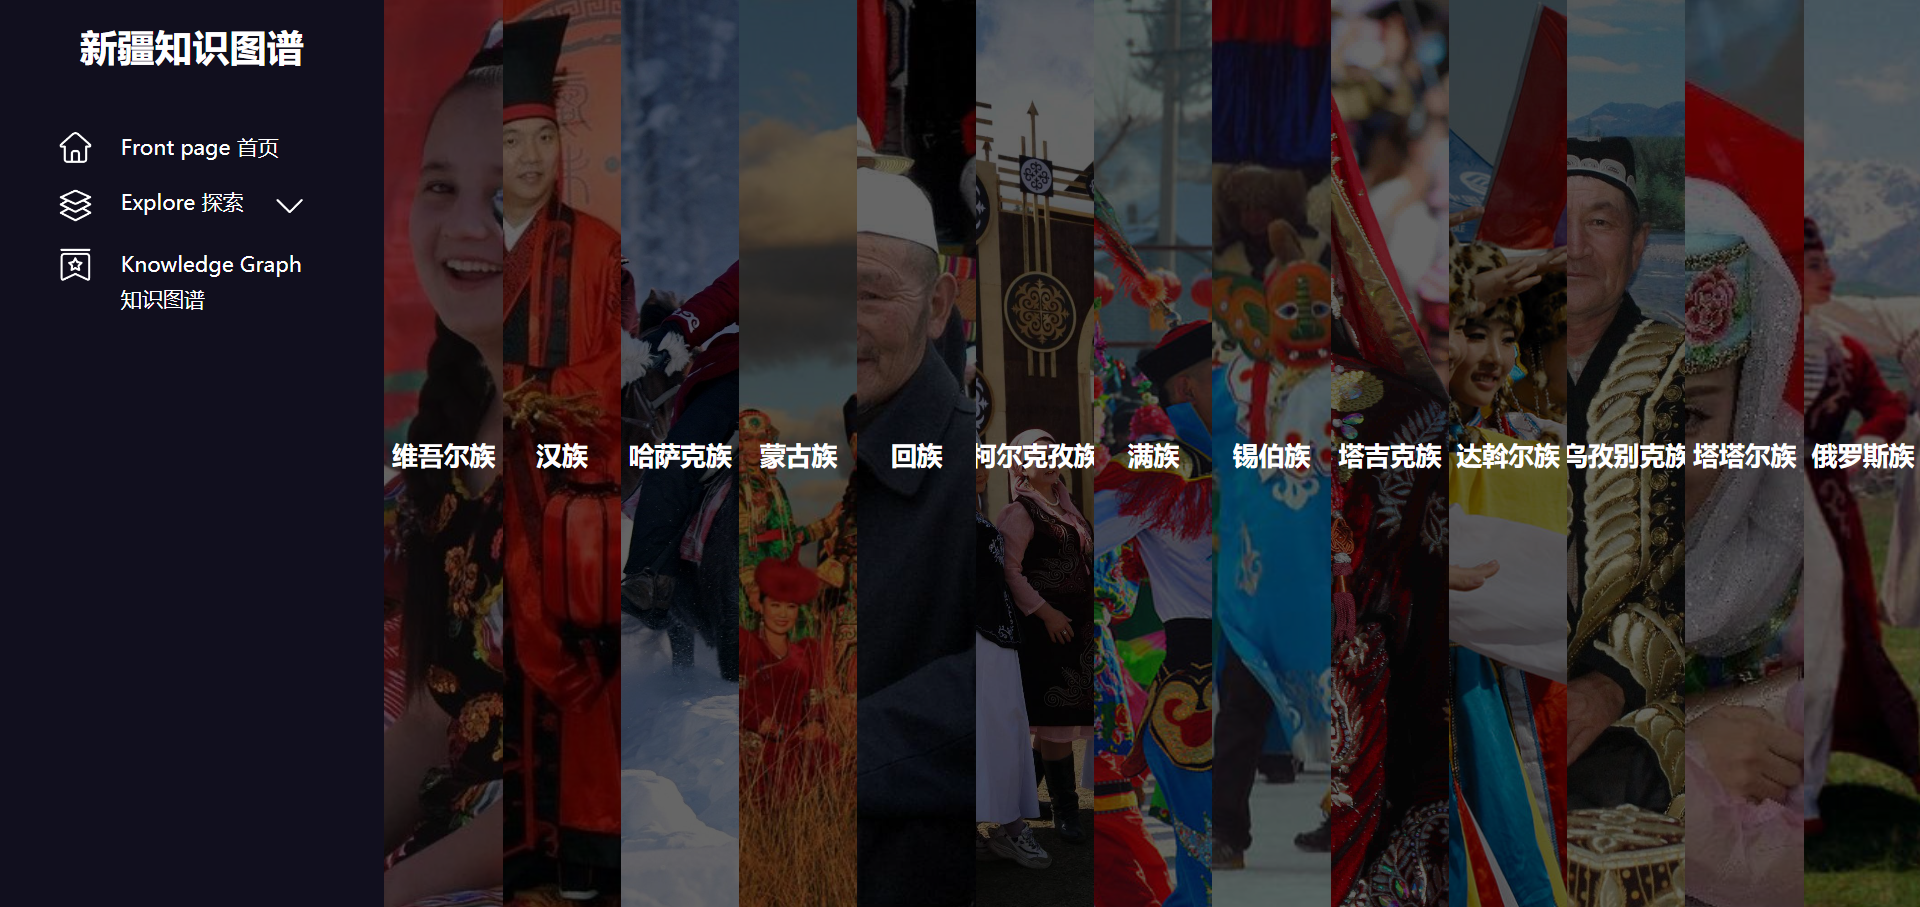 新疆知识图谱
Front page 首页
Explore 探索
Knowledge Graph
知识图谱
维吾尔族
汉族
哈萨克族
蒙古族
回族
柯尔克孜族
满族
锡伯族
塔吉克族
达斡尔族
乌孜别克族
塔塔尔族
俄罗斯族